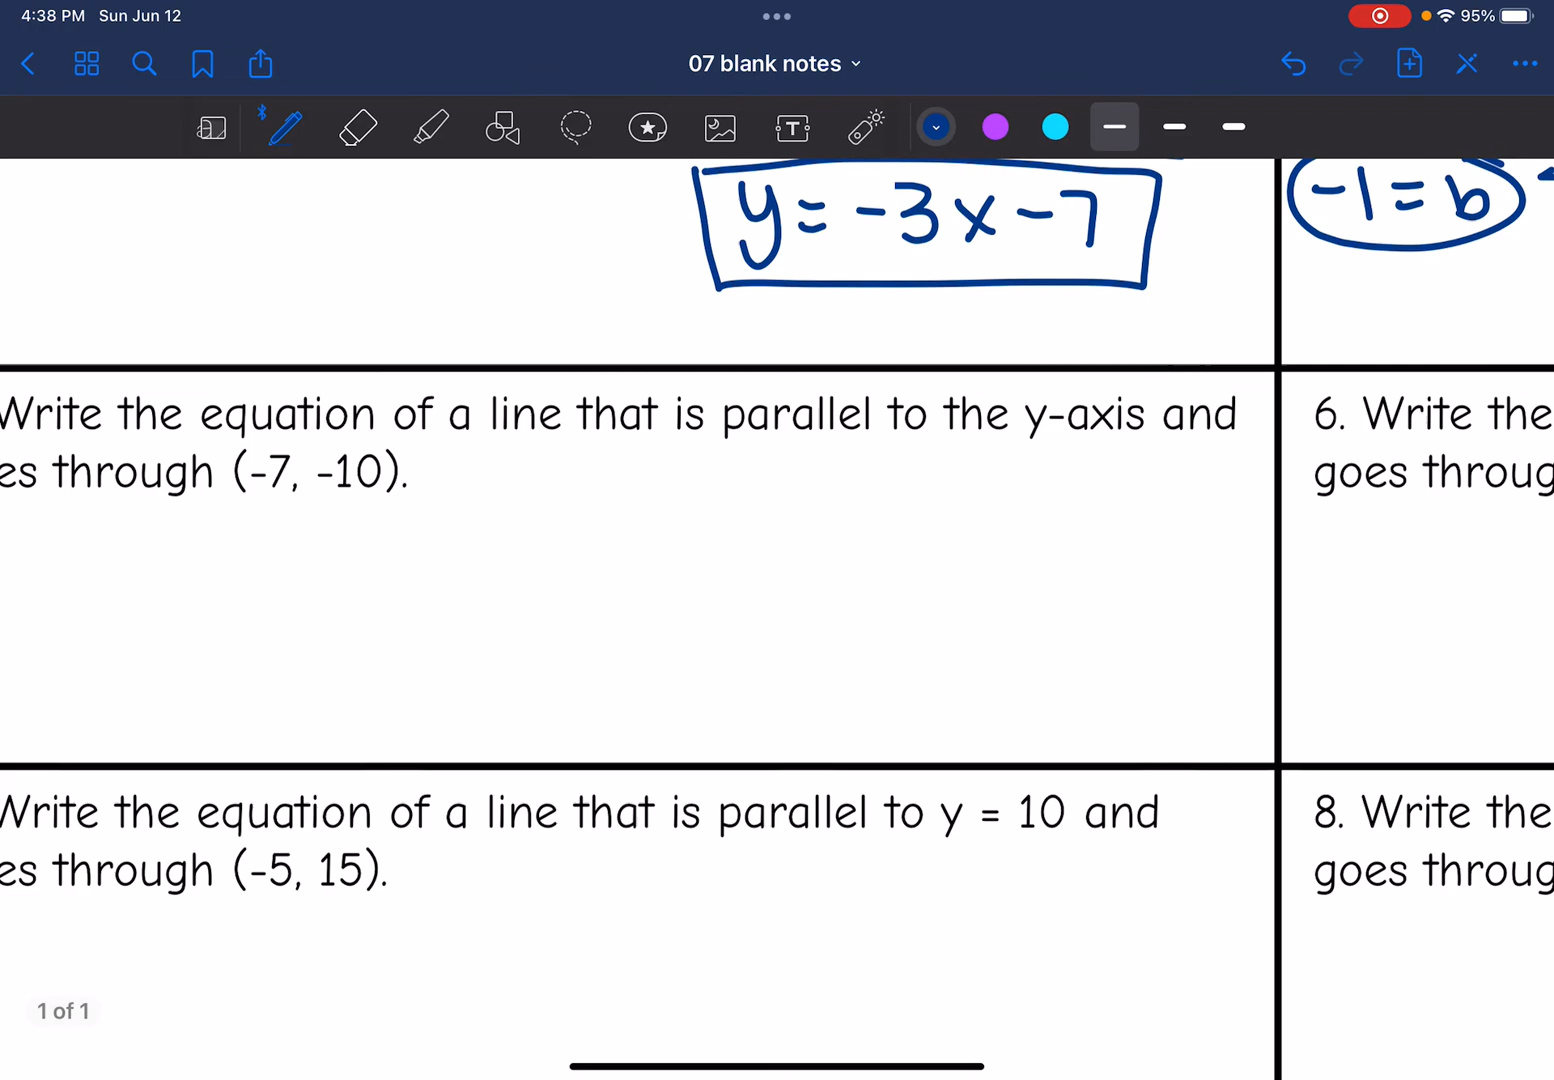 4:38 PM Sun Jun 12
95%
07 blank notes
T
y = -3x - 7
-1 = b
Write the equation of a line that is parallel to the y-axis and
es through (-7, -10).
6. Write the
goes throug
Write the equation of a line that is parallel to y = 10 and
es through (-5, 15).
8. Write the
goes throug
1 of 1